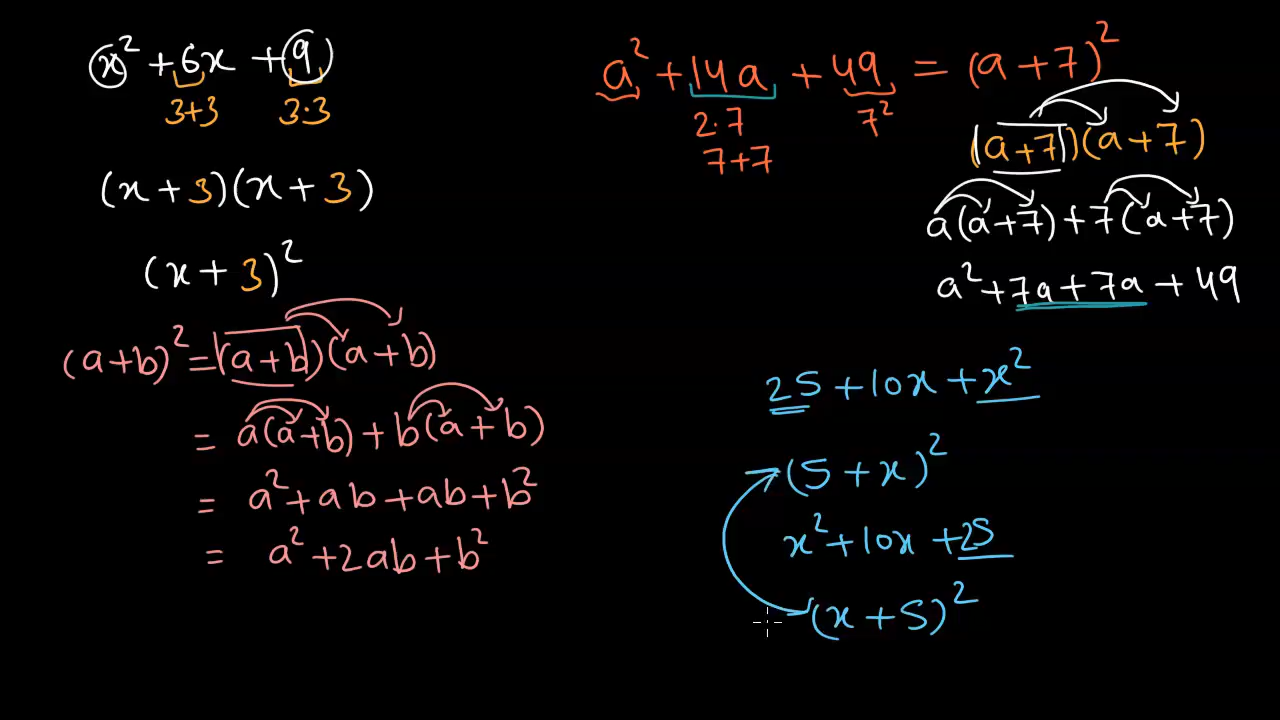 x² + 6x + 9
3+3 3·3
(x + 3)(x + 3)
(x + 3)²
(a+b)² = (a+b)(a+b)
= a(a+b) + b(a+b)
= a² + ab + ab + b²
= a² + 2ab + b²
a² + 14a + 49 = (a+7)²
2·7 7²
7+7
(a+7)(a+7)
a(a+7) + 7(a+7)
a² + 7a + 7a + 49
25 + 10x + x²
(5 + x)²
x² + 10x + 25
(x + 5)²